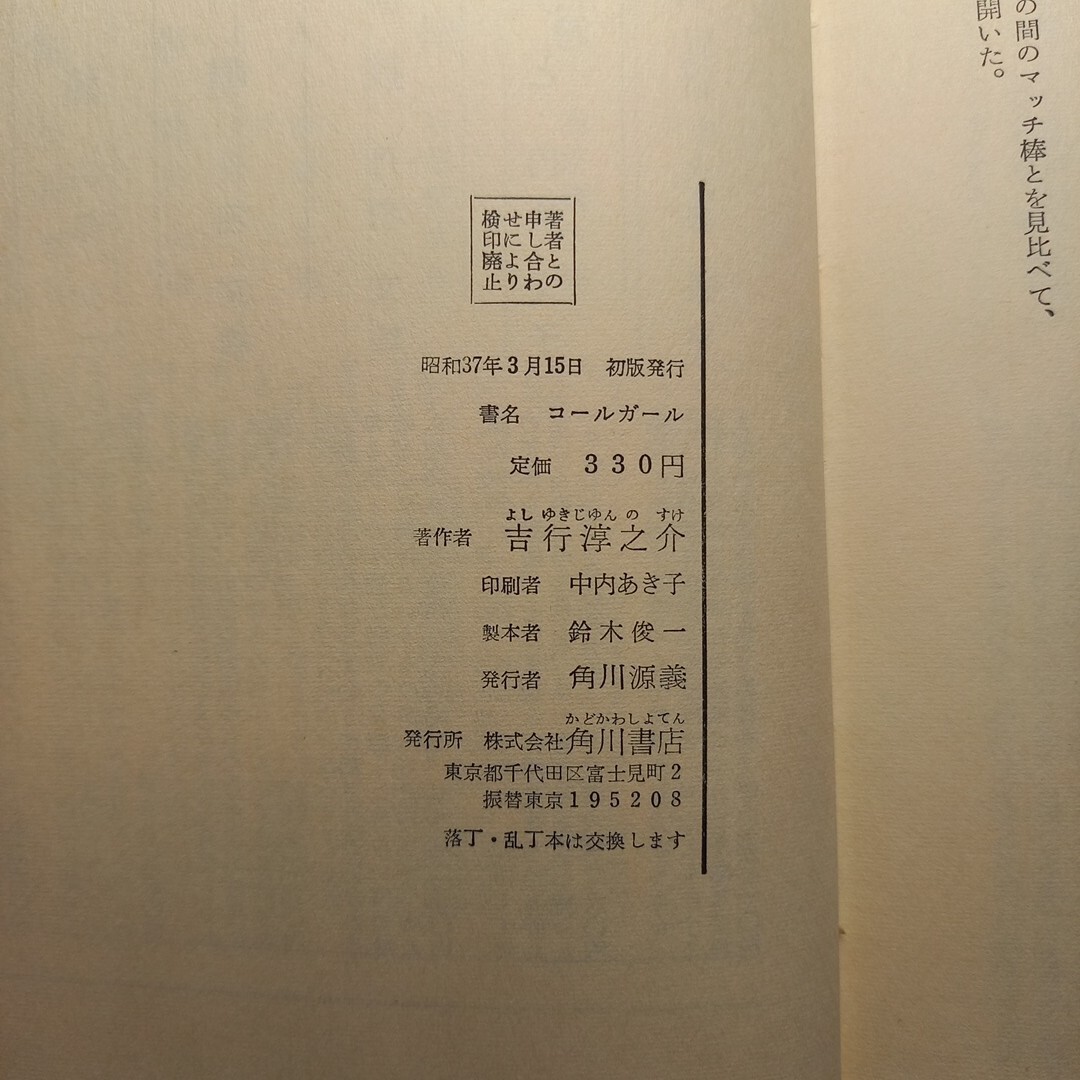 の間のマッチ棒とを見比べて、
開いた。
著者との
申し合わ
せにより
検印廃止
昭和37年3月15日 初版発行
書名 コールガール
定価 330円
よしゆきじゆんのすけ
著作者 吉行淳之介
印刷者 中内あき子
製本者 鈴木俊一
発行者 角川源義
かどかわしよてん
発行所 株式会社角川書店
東京都千代田区富士見町2
振替東京195208
落丁・乱丁本は交換します